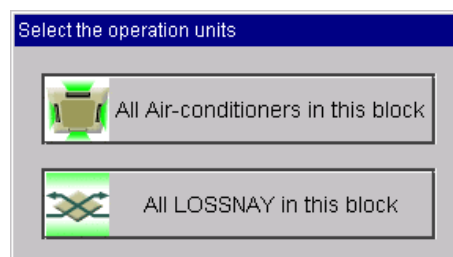 Select the operation units
All Air-conditioners in this block
All LOSSNAY in this block